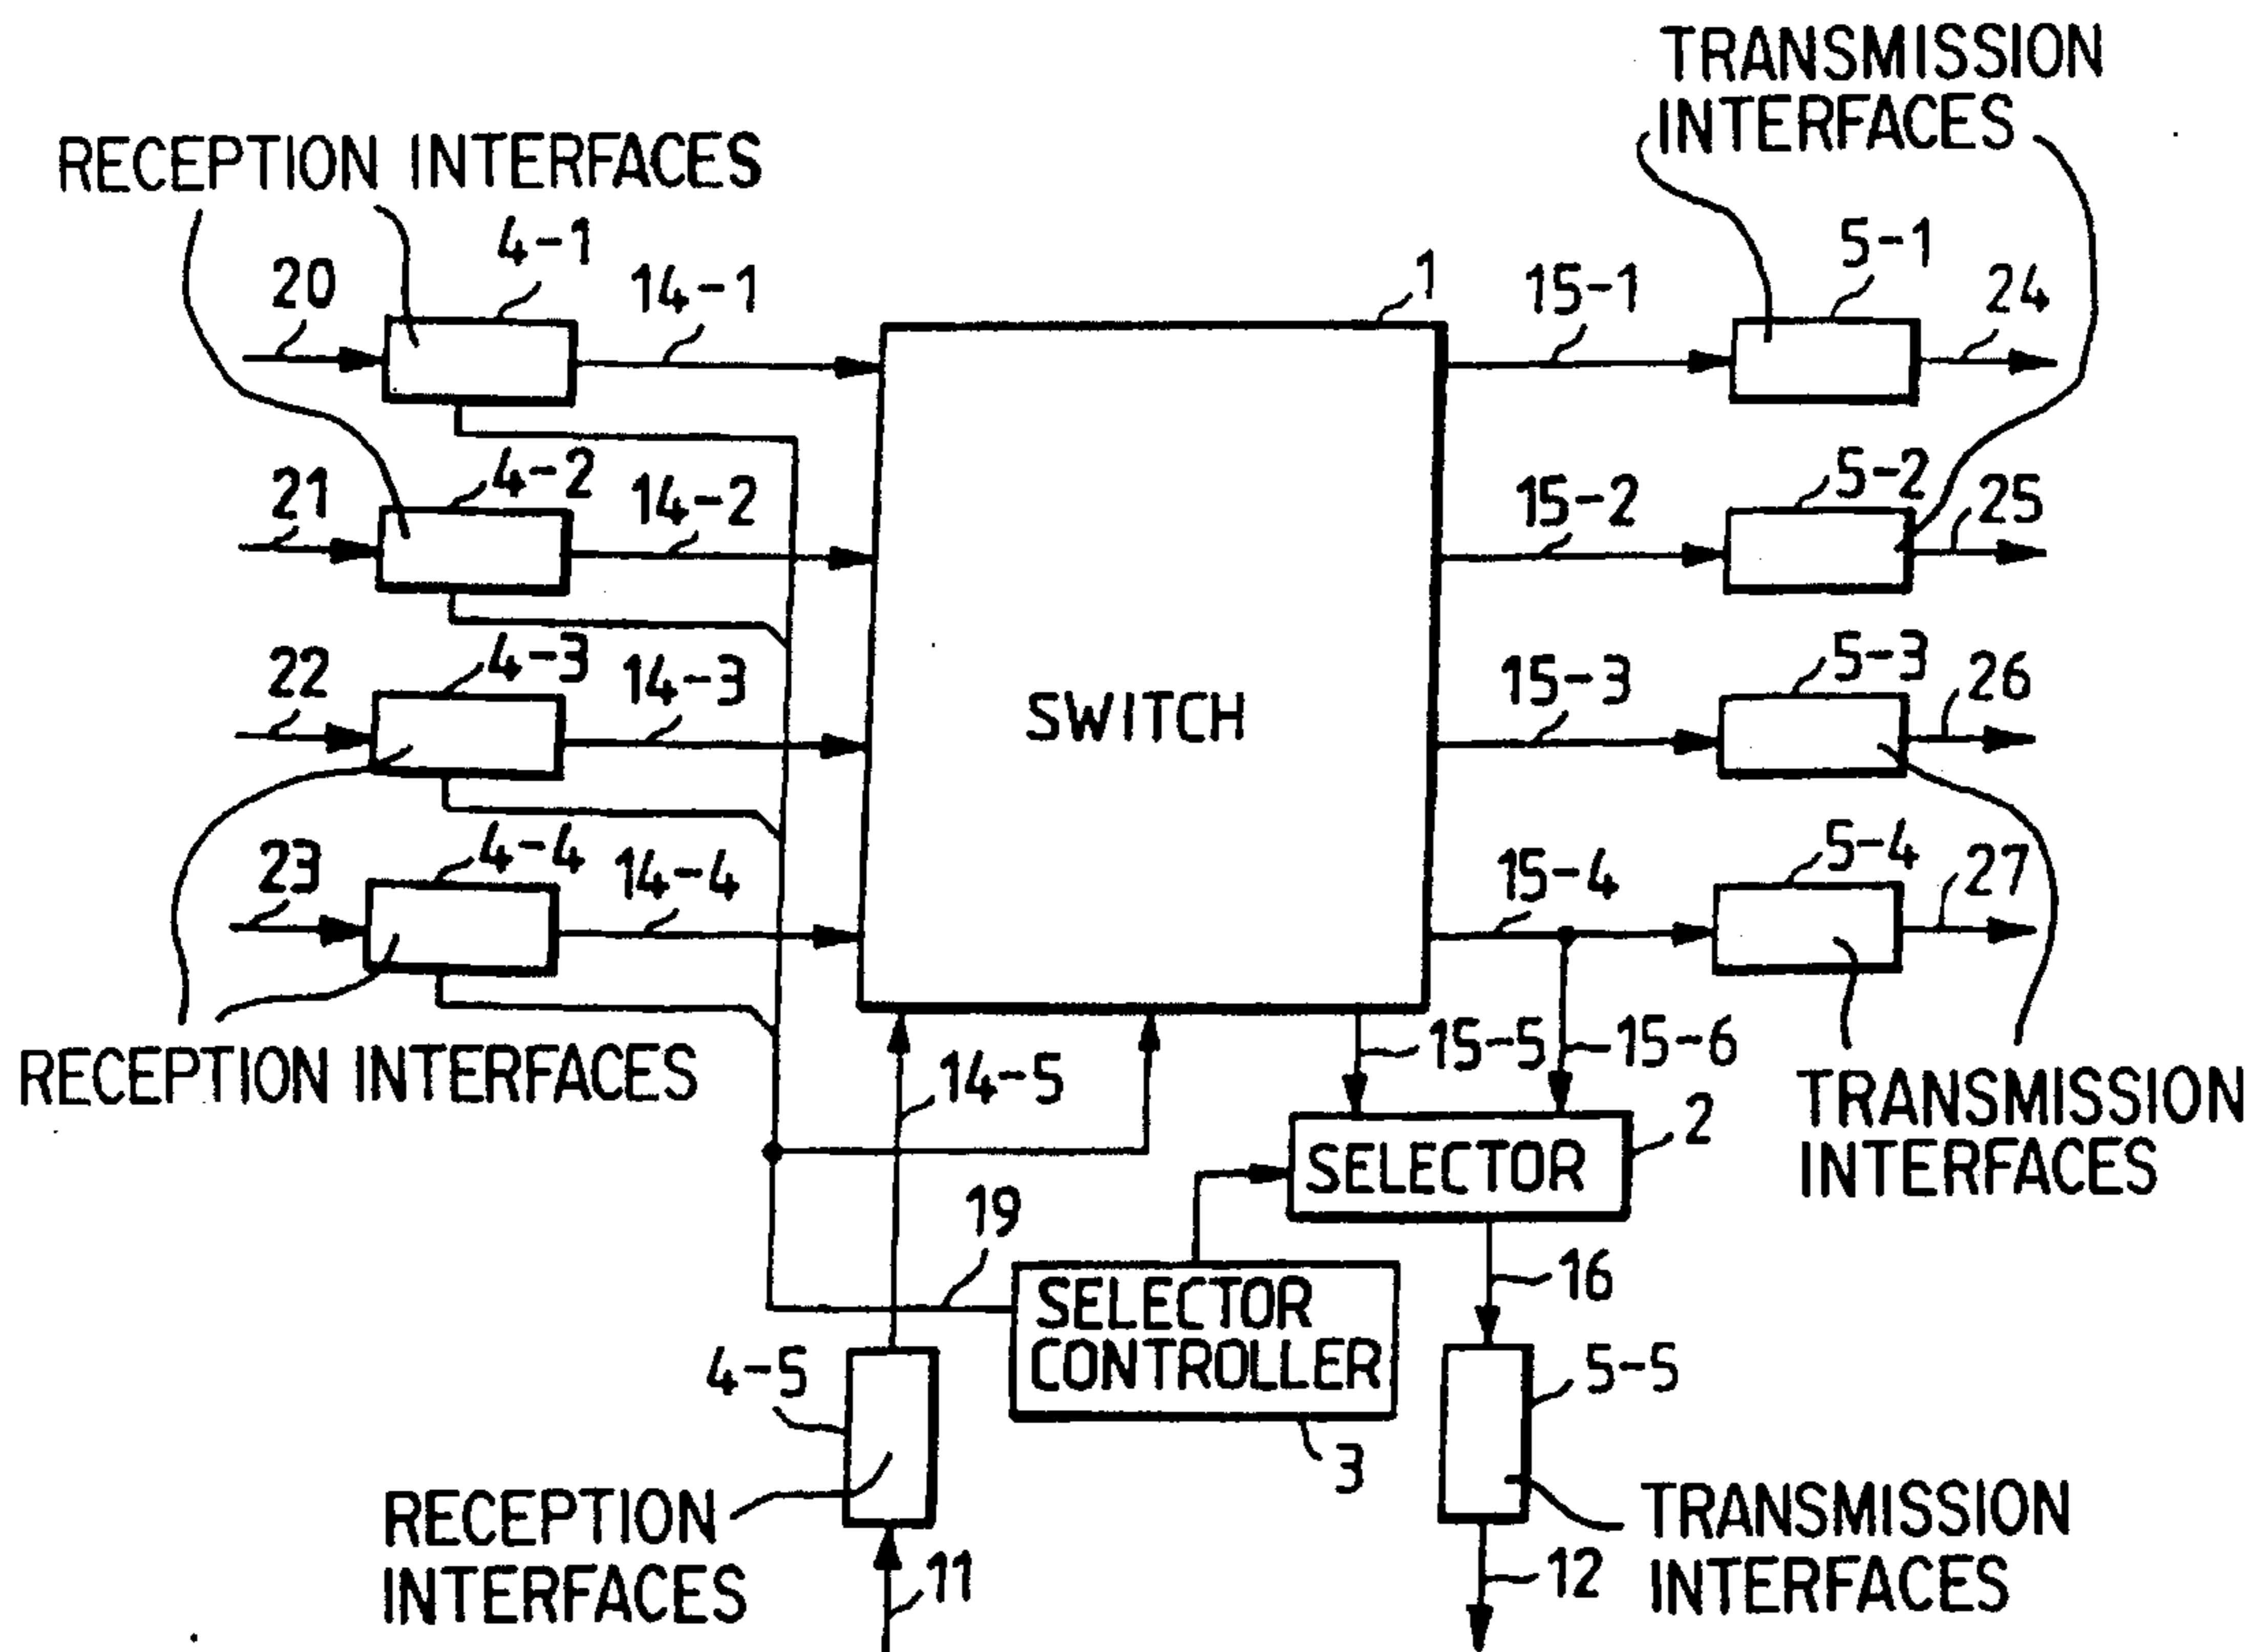 TRANSMISSION
INTERFACES
RECEPTION INTERFACES
4-1
5-1
20
14-1
1
15-1
24
4-2
5-2
21
14-2
15-2
25
4-3
5-3
22
14-3
15-3
26
SWITCH
4-4
5-4
23
14-4
15-4
27
RECEPTION INTERFACES
15-5
15-6
14-5
TRANSMISSION
INTERFACES
2
SELECTOR
19
16
SELECTOR
CONTROLLER
4-5
5-5
3
RECEPTION
INTERFACES
TRANSMISSION
INTERFACES
11
12